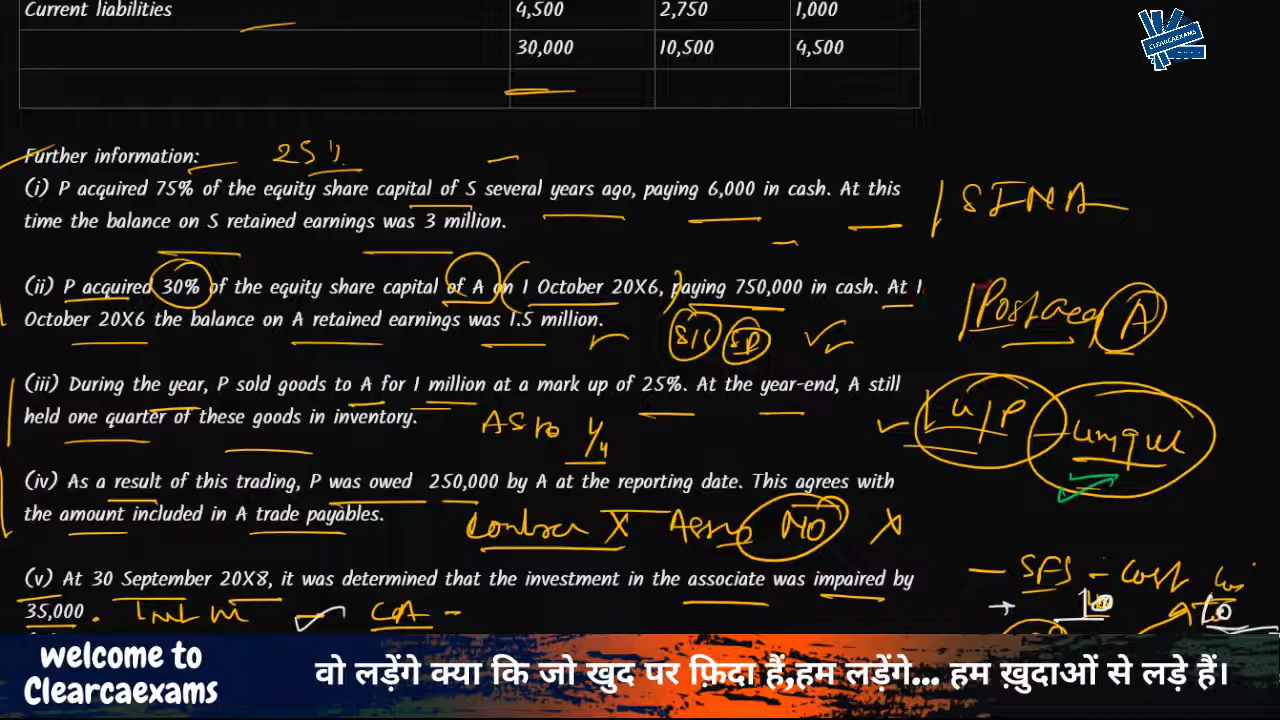 Current liabilities 4,500 2,750 1,000
30,000 10,500 4,500
CLEARCAEXAMS
Further information: 25%
(i) P acquired 75% of the equity share capital of S several years ago, paying 6,000 in cash. At this
time the balance on S retained earnings was 3 million.
SINA
(ii) P acquired 30% of the equity share capital of A on 1 October 20X6, paying 750,000 in cash. At 1
October 20X6 the balance on A retained earnings was 1.5 million.
A
(iii) During the year, P sold goods to A for 1 million at a mark up of 25%. At the year-end, A still
held one quarter of these goods in inventory.
1/4
U/P
(iv) As a result of this trading, P was owed 250,000 by A at the reporting date. This agrees with
the amount included in A trade payables.
NO X
(v) At 30 September 20X8, it was determined that the investment in the associate was impaired by
35,000.
SFS - Cost
welcome to
Clearcaexams
वो लड़ेंगे क्या कि जो खुद पर फ़िदा हैं,हम लड़ेंगे... हम ख़ुदाओं से लड़े हैं।